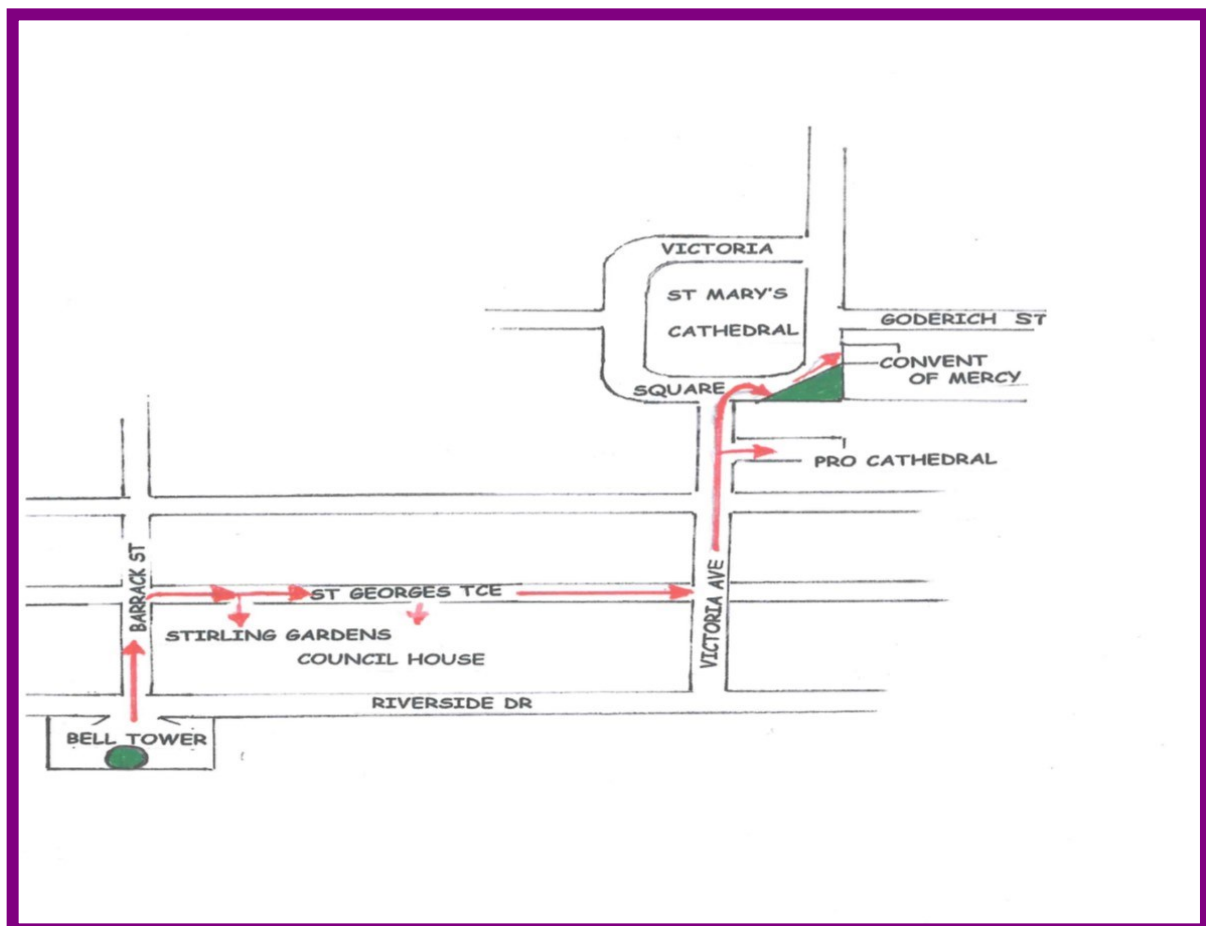 VICTORIA
ST MARY'S
CATHEDRAL
GODERICH ST
CONVENT
OF MERCY
SQUARE
PRO CATHEDRAL
BARRACK ST
ST GEORGES TCE
VICTORIA AVE
STIRLING GARDENS
COUNCIL HOUSE
RIVERSIDE DR
BELL TOWER